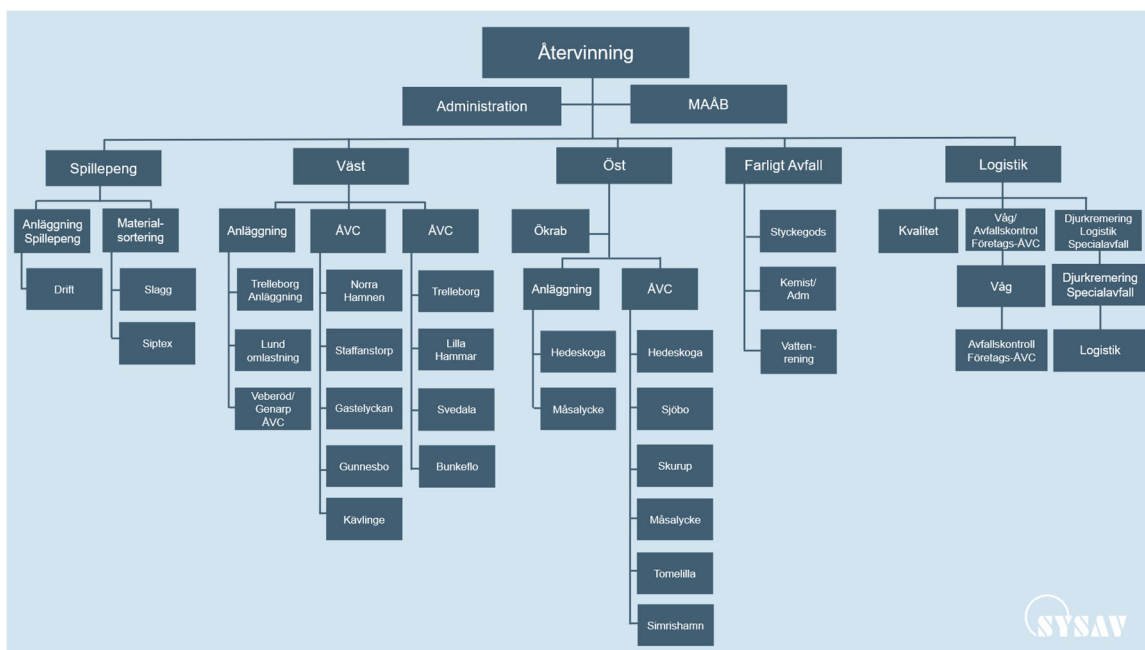 Återvinning
Administration
MAÅB
Spillepeng
Väst
Öst
Farligt Avfall
Logistik
Anläggning
Spillepeng
Material-
sortering
Drift
Slagg
Siptex
Anläggning
ÅVC
ÅVC
Trelleborg
Anläggning
Lund
omlastning
Veberöd/
Genarp
ÅVC
Norra
Hamnen
Staffanstorp
Gastelyckan
Gunnesbo
Kävlinge
Trelleborg
Lilla
Hammar
Svedala
Bunkeflo
Ökrab
Anläggning
ÅVC
Hedeskoga
Måsalycke
Hedeskoga
Sjöbo
Skurup
Måsalycke
Tomelilla
Simrishamn
Styckegods
Kemist/
Adm
Vatten-
rening
Kvalitet
Våg/
Avfallskontrol
Företags-ÅVC
Våg
Avfallskontroll
Företags-ÅVC
Djurkremering
Logistik
Specialavfall
Djurkremering
Specialavfall
Logistik
SYSAV